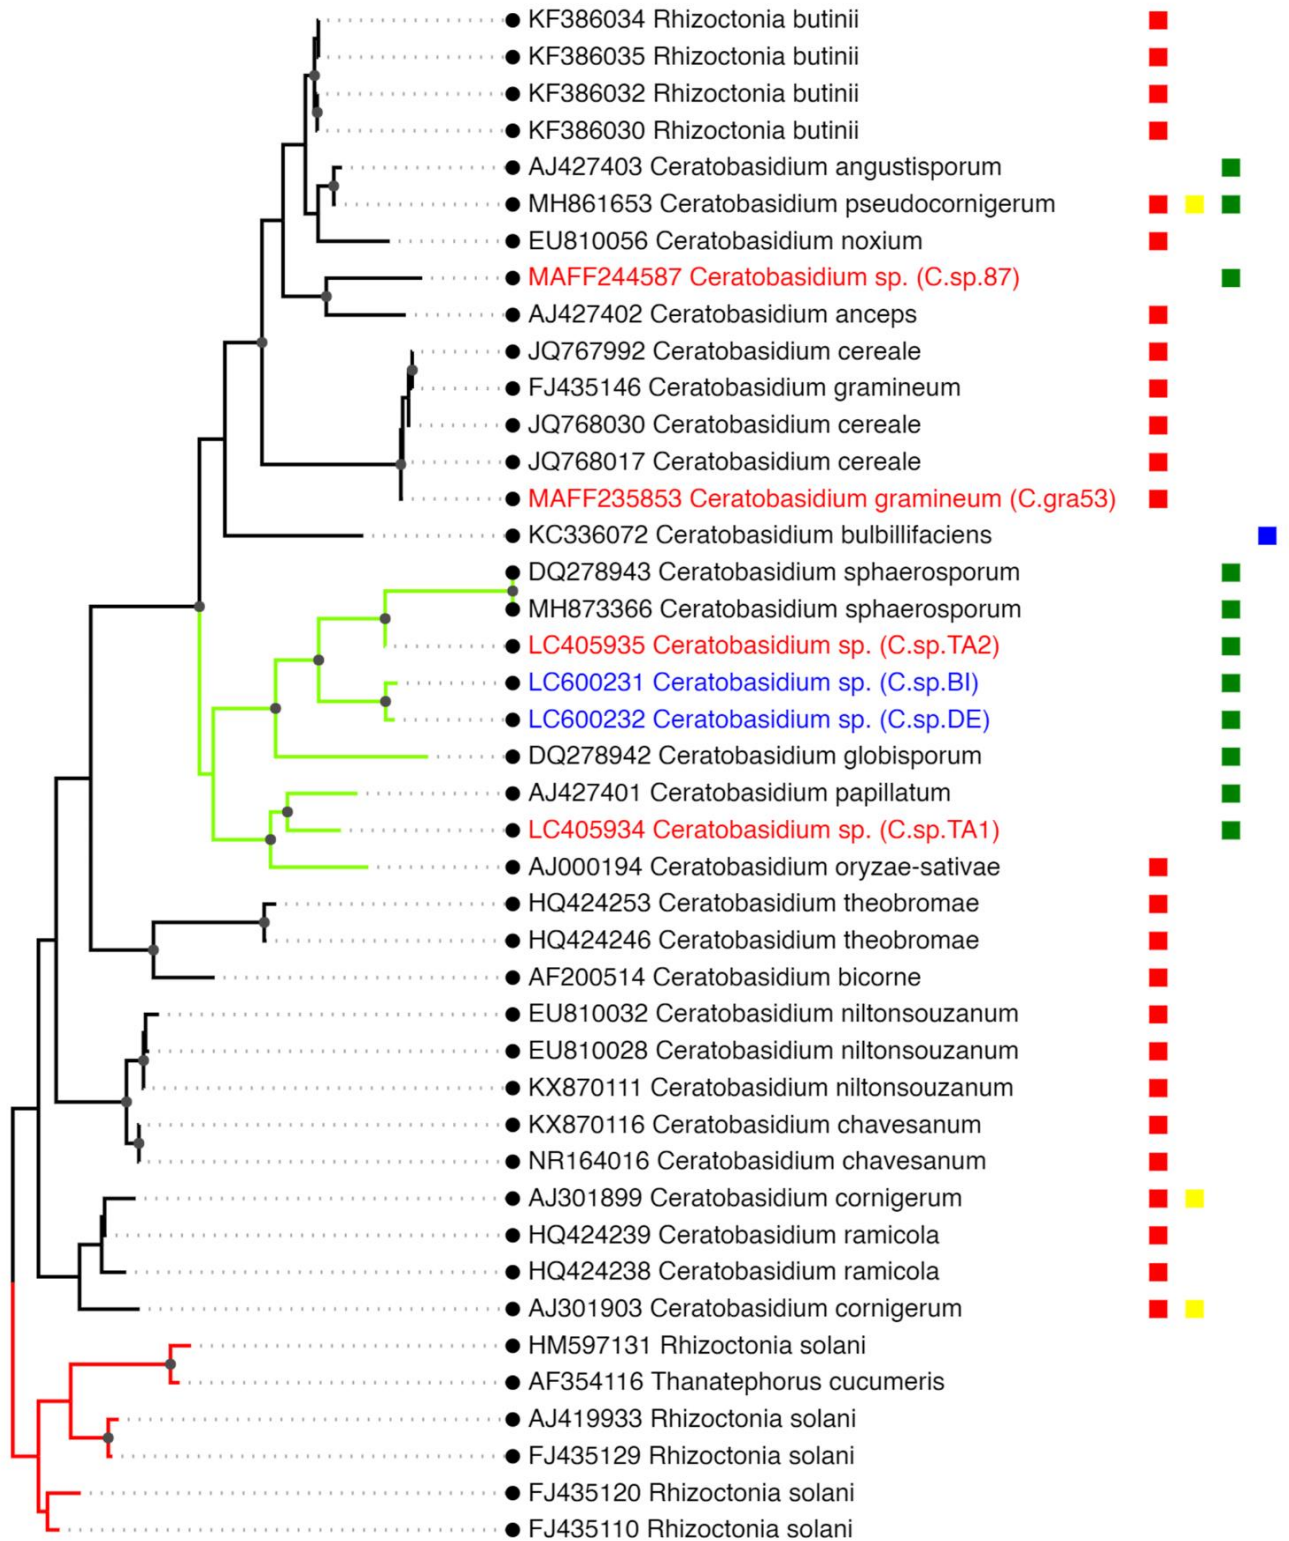 KF386034 Rhizoctonia butinii
KF386035 Rhizoctonia butinii
KF386032 Rhizoctonia butinii
KF386030 Rhizoctonia butinii
AJ427403 Ceratobasidium angustisporum
MH861653 Ceratobasidium pseudocornigerum
EU810056 Ceratobasidium noxium
MAFF244587 Ceratobasidium sp. (C.sp.87)
AJ427402 Ceratobasidium anceps
JQ767992 Ceratobasidium cereale
FJ435146 Ceratobasidium gramineum
JQ768030 Ceratobasidium cereale
JQ768017 Ceratobasidium cereale
MAFF235853 Ceratobasidium gramineum (C.gra53)
KC336072 Ceratobasidium bulbillifaciens
DQ278943 Ceratobasidium sphaerosporum
MH873366 Ceratobasidium sphaerosporum
LC405935 Ceratobasidium sp. (C.sp.TA2)
LC600231 Ceratobasidium sp. (C.sp.BI)
LC600232 Ceratobasidium sp. (C.sp.DE)
DQ278942 Ceratobasidium globisporum
AJ427401 Ceratobasidium papillatum
LC405934 Ceratobasidium sp. (C.sp.TA1)
AJ000194 Ceratobasidium oryzae-sativae
HQ424253 Ceratobasidium theobromae
HQ424246 Ceratobasidium theobromae
AF200514 Ceratobasidium bicorne
EU810032 Ceratobasidium niltonsouzanum
EU810028 Ceratobasidium niltonsouzanum
KX870111 Ceratobasidium niltonsouzanum
KX870116 Ceratobasidium chavesanum
NR164016 Ceratobasidium chavesanum
AJ301899 Ceratobasidium cornigerum
HQ424239 Ceratobasidium ramicola
HQ424238 Ceratobasidium ramicola
AJ301903 Ceratobasidium cornigerum
HM597131 Rhizoctonia solani
AF354116 Thanatephorus cucumeris
AJ419933 Rhizoctonia solani
FJ435129 Rhizoctonia solani
FJ435120 Rhizoctonia solani
FJ435110 Rhizoctonia solani